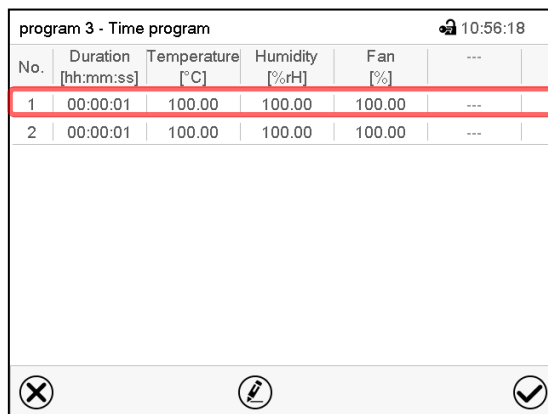 program 3 - Time program 10:56:18
No. Duration [hh:mm:ss] Temperature [°C] Humidity [%rH] Fan [%] ---
1 00:00:01 100.00 100.00 100.00 ---
2 00:00:01 100.00 100.00 100.00 ---